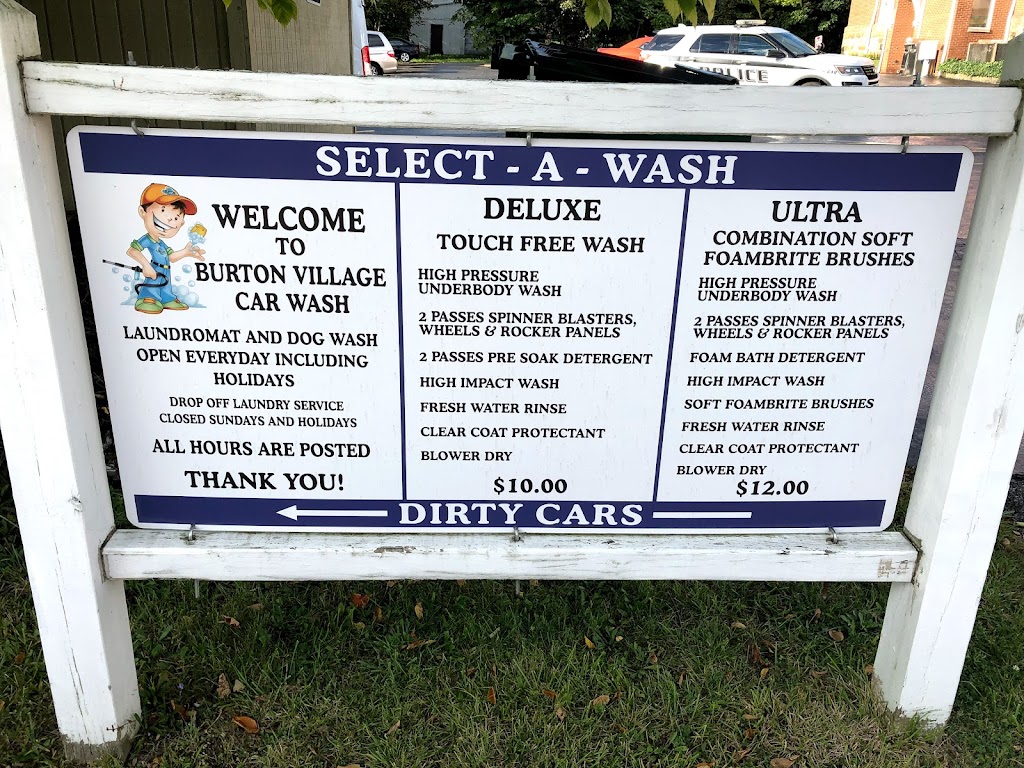 POLICE
SELECT - A - WASH
WELCOME
TO
BURTON VILLAGE
CAR WASH
LAUNDROMAT AND DOG WASH
OPEN EVERYDAY INCLUDING
HOLIDAYS
DROP OFF LAUNDRY SERVICE
CLOSED SUNDAYS AND HOLIDAYS
ALL HOURS ARE POSTED
THANK YOU!
DELUXE
TOUCH FREE WASH
HIGH PRESSURE
UNDERBODY WASH
2 PASSES SPINNER BLASTERS,
WHEELS & ROCKER PANELS
2 PASSES PRE SOAK DETERGENT
HIGH IMPACT WASH
FRESH WATER RINSE
CLEAR COAT PROTECTANT
BLOWER DRY
$10.00
ULTRA
COMBINATION SOFT
FOAMBRITE BRUSHES
HIGH PRESSURE
UNDERBODY WASH
2 PASSES SPINNER BLASTERS,
WHEELS & ROCKER PANELS
FOAM BATH DETERGENT
HIGH IMPACT WASH
SOFT FOAMBRITE BRUSHES
FRESH WATER RINSE
CLEAR COAT PROTECTANT
BLOWER DRY
$12.00
DIRTY CARS